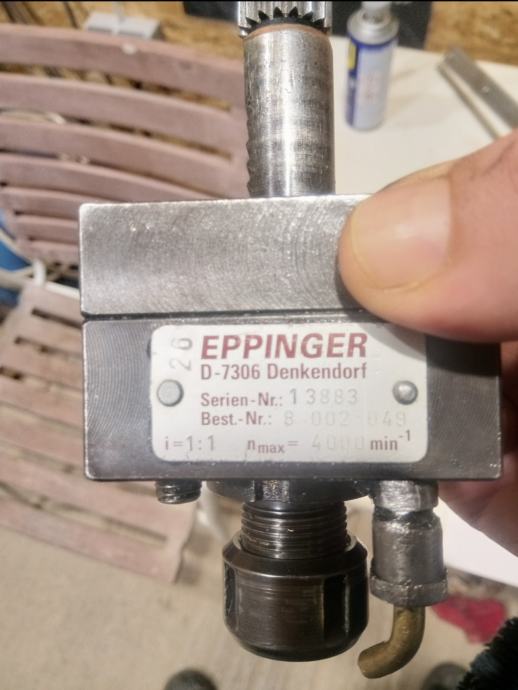 26
EPPINGER
D-7306 Denkendorf
Serien-Nr.: 13883
Best.-Nr.: 8 002 049
i=1:1 nmax= 4000 min-1